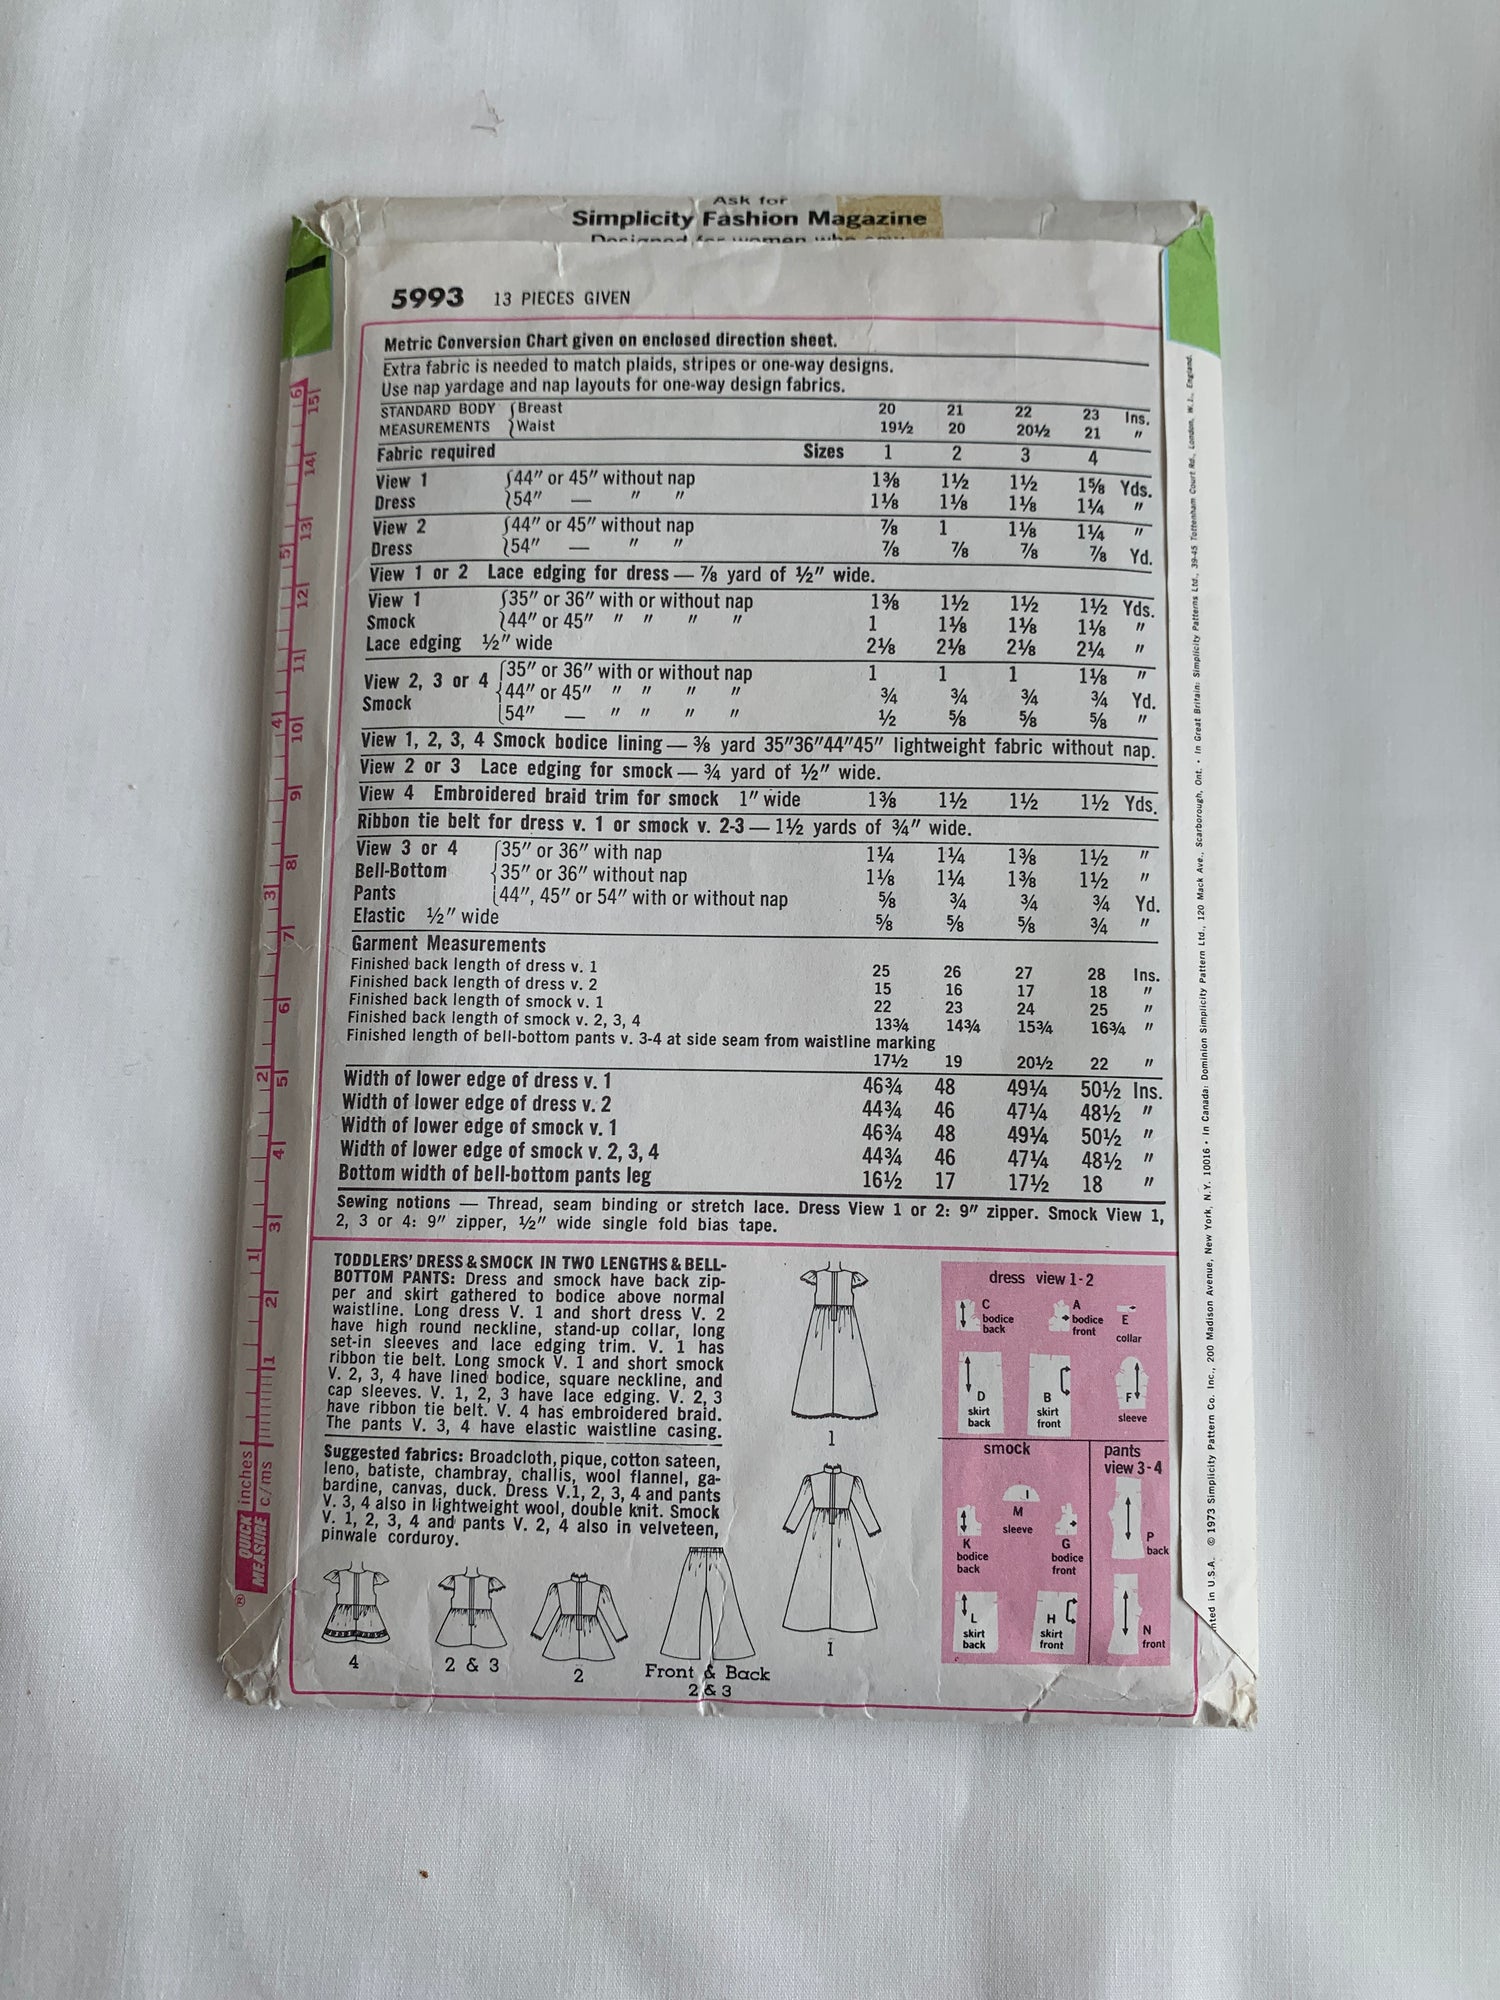 Ask for
Simplicity Fashion Magazine
Designed for women who sew
5993 13 PIECES GIVEN
Metric Conversion Chart given on enclosed direction sheet.
Extra fabric is needed to match plaids, stripes or one-way designs.
Use nap yardage and nap layouts for one-way design fabrics.
STANDARD BODY { Breast 20 21 22 23 Ins.
MEASUREMENTS { Waist 19½ 20 20½ 21 "
Fabric required Sizes 1 2 3 4
View 1 {44" or 45" without nap 1⅜ 1½ 1½ 1⅝ Yds.
Dress {54" — " " 1⅛ 1⅛ 1⅛ 1¼ "
View 2 {44" or 45" without nap ⅞ 1 1⅛ 1¼ "
Dress {54" — " " ⅞ ⅞ ⅞ ⅞ Yd.
View 1 or 2 Lace edging for dress — ⅞ yard of ½" wide.
View 1 {35" or 36" with or without nap 1⅜ 1½ 1½ 1½ Yds.
Smock {44" or 45" " " " " 1 1⅛ 1⅛ 1⅛ "
Lace edging ½" wide 2⅛ 2⅛ 2⅛ 2¼ "
View 2, 3 or 4 {35" or 36" with or without nap 1 1 1 1⅛ "
Smock {44" or 45" " " " " ¾ ¾ ¾ ¾ Yd.
{54" — " " " " ½ ⅝ ⅝ ⅝ "
View 1, 2, 3, 4 Smock bodice lining — ⅜ yard 35"36"44"45" lightweight fabric without nap.
View 2 or 3 Lace edging for smock — ¾ yard of ½" wide.
View 4 Embroidered braid trim for smock 1" wide 1⅜ 1½ 1½ 1½ Yds.
Ribbon tie belt for dress v. 1 or smock v. 2-3 — 1½ yards of ¾" wide.
View 3 or 4 {35" or 36" with nap 1¼ 1¼ 1⅜ 1½ "
Bell-Bottom {35" or 36" without nap 1⅛ 1¼ 1⅜ 1½ "
Pants {44", 45" or 54" with or without nap ⅝ ¾ ¾ ¾ Yd.
Elastic ½" wide ⅝ ⅝ ⅝ ¾ "
Garment Measurements
Finished back length of dress v. 1 25 26 27 28 Ins.
Finished back length of dress v. 2 15 16 17 18 "
Finished back length of smock v. 1 22 23 24 25 "
Finished back length of smock v. 2, 3, 4 13¾ 14¾ 15¾ 16¾ "
Finished length of bell-bottom pants v. 3-4 at side seam from waistline marking
17½ 19 20½ 22 "
Width of lower edge of dress v. 1 46¾ 48 49¼ 50½ Ins.
Width of lower edge of dress v. 2 44¾ 46 47¼ 48½ "
Width of lower edge of smock v. 1 46¾ 48 49¼ 50½ "
Width of lower edge of smock v. 2, 3, 4 44¾ 46 47¼ 48½ "
Bottom width of bell-bottom pants leg 16½ 17 17½ 18 "
Sewing notions — Thread, seam binding or stretch lace. Dress View 1 or 2: 9" zipper. Smock View 1,
2, 3 or 4: 9" zipper, ½" wide single fold bias tape.
TODDLERS' DRESS & SMOCK IN TWO LENGTHS & BELL-
BOTTOM PANTS: Dress and smock have back zip-
per and skirt gathered to bodice above normal
waistline. Long dress V. 1 and short dress V. 2
have high round neckline, stand-up collar, long
set-in sleeves and lace edging trim. V. 1 has
ribbon tie belt. Long smock V. 1 and short smock
V. 2, 3, 4 have lined bodice, square neckline, and
cap sleeves. V. 1, 2, 3 have lace edging. V. 2, 3
have ribbon tie belt. V. 4 has embroidered braid.
The pants V. 3, 4 have elastic waistline casing.
Suggested fabrics: Broadcloth, pique, cotton sateen,
leno, batiste, chambray, challis, wool flannel, ga-
bardine, canvas, duck. Dress V.1, 2, 3, 4 and pants
V. 3, 4 also in lightweight wool, double knit. Smock
V. 1, 2, 3, 4 and pants V. 2, 4 also in velveteen,
pinwale corduroy.
4
2 & 3
2
Front & Back
2 & 3
1
1
dress view 1-2
C
bodice
back
A
bodice
front
E
collar
D
skirt
back
B
skirt
front
F
sleeve
smock
M
sleeve
K
bodice
back
G
bodice
front
L
skirt
back
H
skirt
front
pants
view 3-4
P
back
N
front
QUICK inches 1 2 3 4 5 6
MEASURE c/ms 1 2 3 4 5 6 7 8 9 10 11 12 13 14 15
®
nted in U.S.A. © 1973 Simplicity Pattern Co. Inc., 200 Madison Avenue, New York, N.Y. 10016 • In Canada: Dominion Simplicity Pattern Ltd., 120 Mack Ave., Scarborough, Ont. • In Great Britain: Simplicity Patterns Ltd., 39-45 Tottenham Court Rd., London, W.1., England.